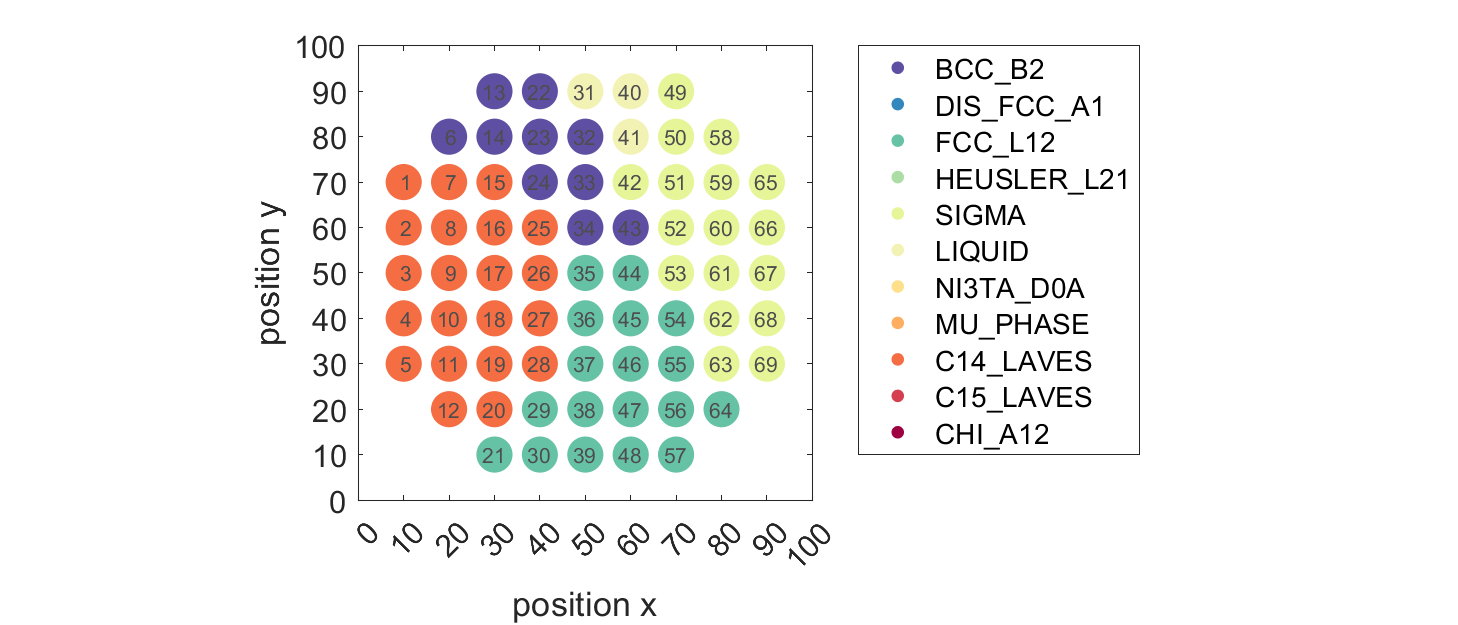 100
90
80
70
60
50
40
30
20
10
0
position y
13 22 31 40 49
6 14 23 32 41 50 58
1 7 15 24 33 42 51 59 65
2 8 16 25 34 43 52 60 66
3 9 17 26 35 44 53 61 67
4 10 18 27 36 45 54 62 68
5 11 19 28 37 46 55 63 69
12 20 29 38 47 56 64
21 30 39 48 57
0 10 20 30 40 50 60 70 80 90 100
position x
BCC_B2
DIS_FCC_A1
FCC_L12
HEUSLER_L21
SIGMA
LIQUID
NI3TA_D0A
MU_PHASE
C14_LAVES
C15_LAVES
CHI_A12